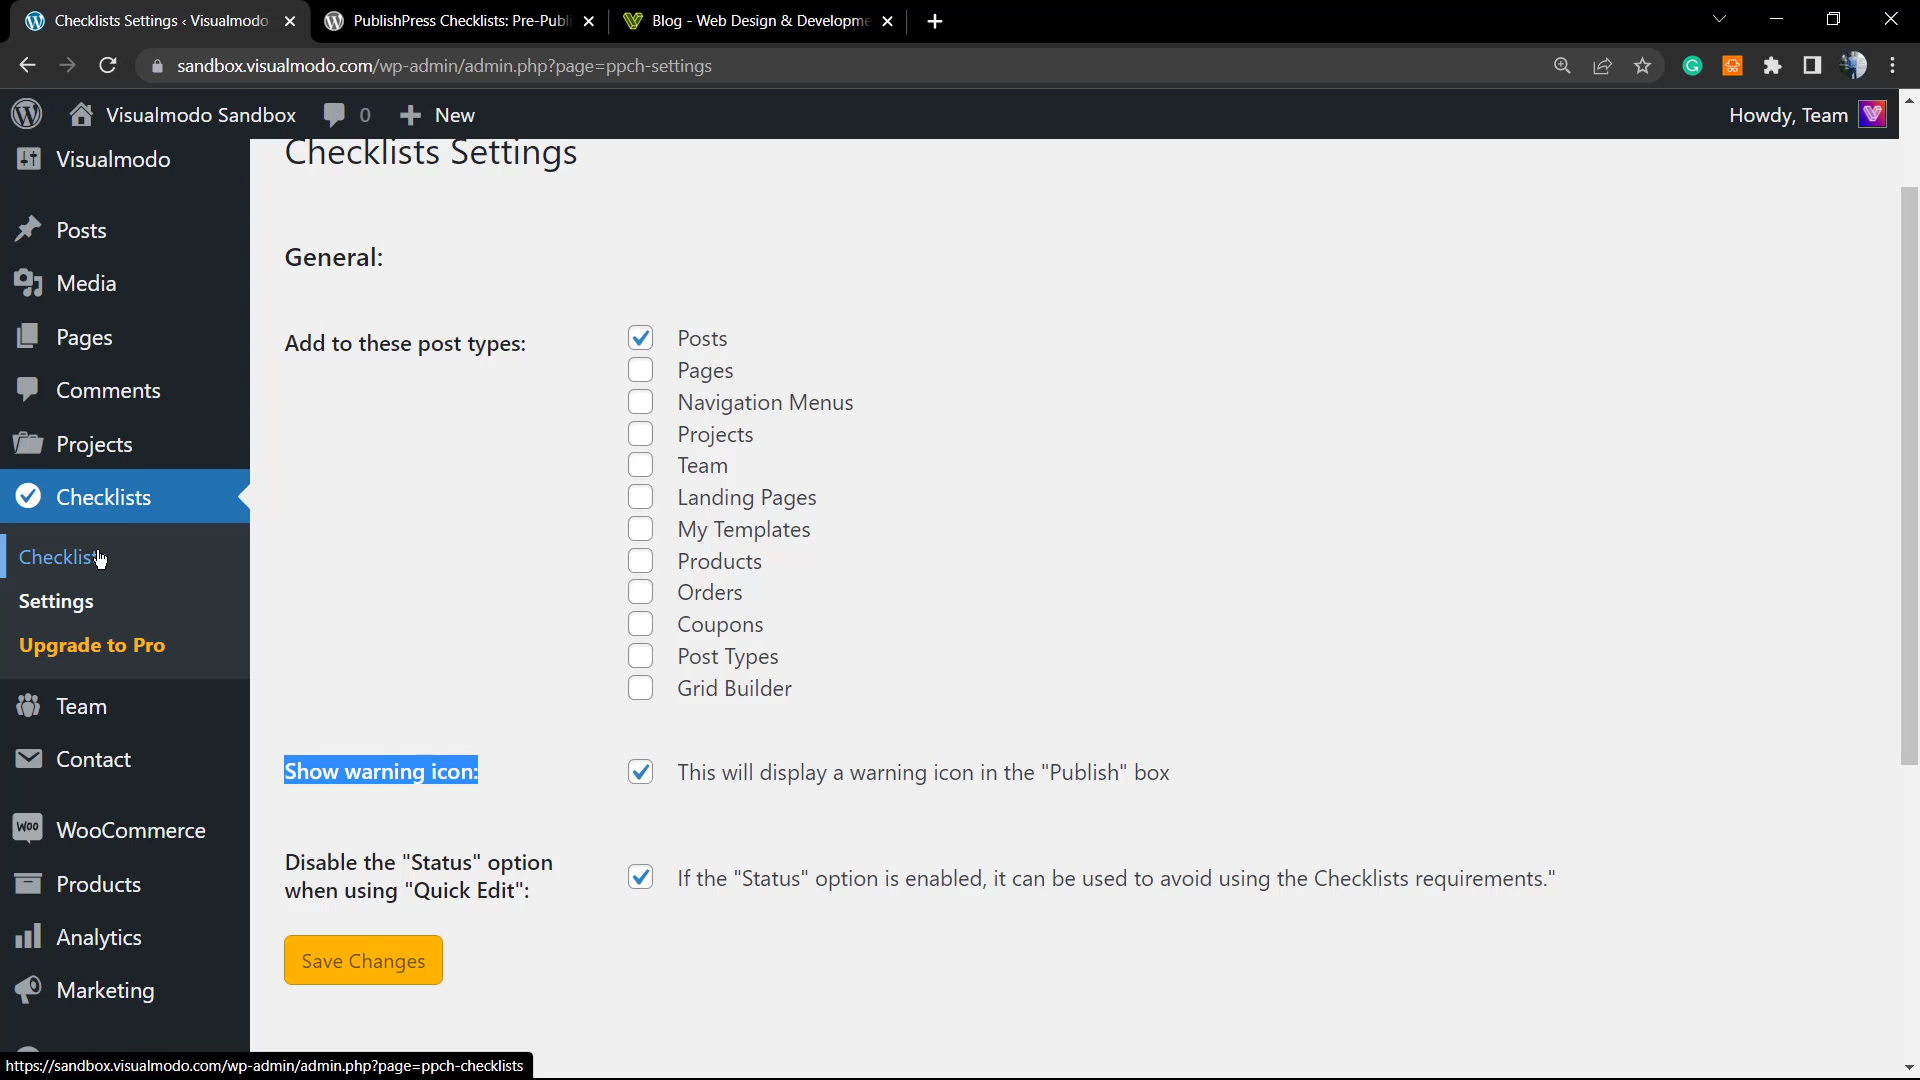 Checklists Settings ‹ Visualmodo
PublishPress Checklists: Pre-Publi
Blog - Web Design & Developme
sandbox.visualmodo.com/wp-admin/admin.php?page=ppch-settings
Visualmodo Sandbox
0
New
Howdy, Team
Visualmodo
Posts
Media
Pages
Comments
Projects
Checklists
Checklists
Settings
Upgrade to Pro
Team
Contact
WooCommerce
Products
Analytics
Marketing
Checklists Settings
General:
Add to these post types:
Posts
Pages
Navigation Menus
Projects
Team
Landing Pages
My Templates
Products
Orders
Coupons
Post Types
Grid Builder
Show warning icon:
This will display a warning icon in the "Publish" box
Disable the "Status" option
when using "Quick Edit":
If the "Status" option is enabled, it can be used to avoid using the Checklists requirements."
Save Changes
https://sandbox.visualmodo.com/wp-admin/admin.php?page=ppch-checklists